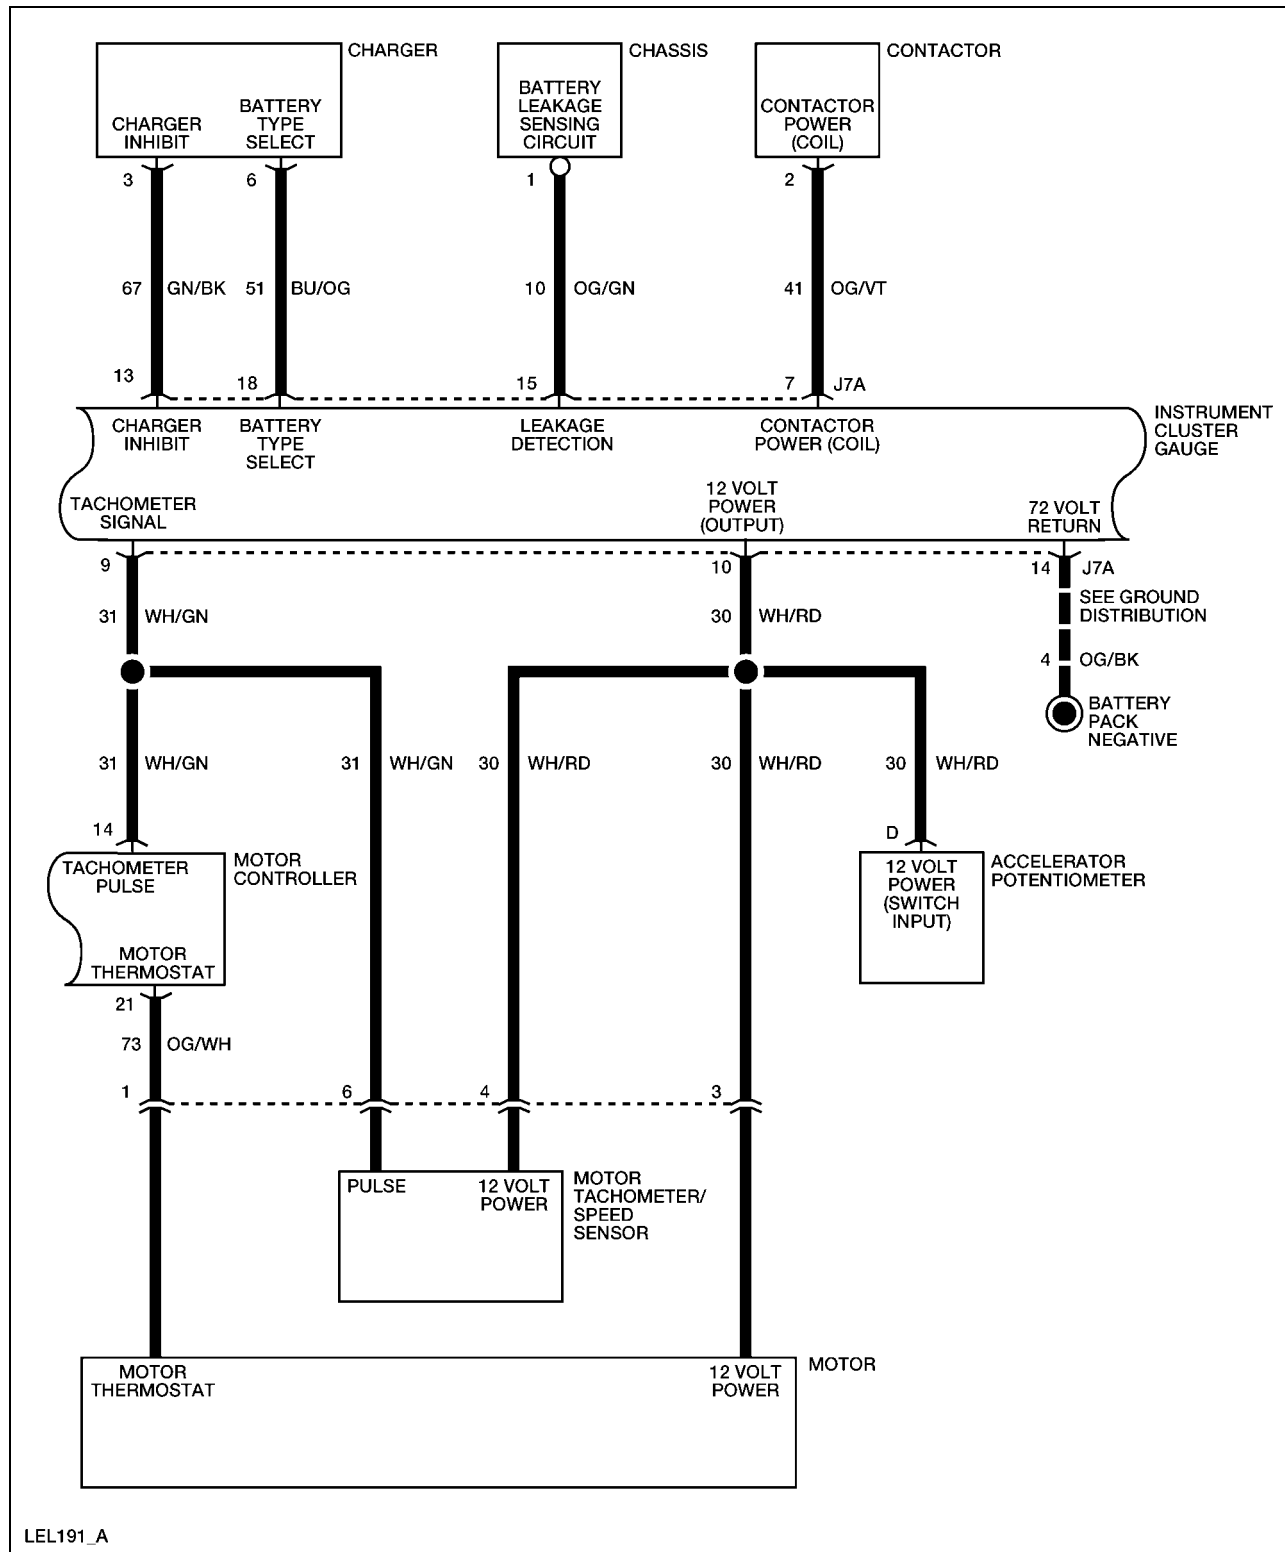 CHARGER
CHARGER
INHIBIT
BATTERY
TYPE
SELECT
CHASSIS
BATTERY
LEAKAGE
SENSING
CIRCUIT
CONTACTOR
CONTACTOR
POWER
(COIL)
3
6
1
2
67 GN/BK
51 BU/OG
10 OG/GN
41 OG/VT
13
18
15
7 J7A
CHARGER
INHIBIT
BATTERY
TYPE
SELECT
LEAKAGE
DETECTION
CONTACTOR
POWER (COIL)
INSTRUMENT
CLUSTER
GAUGE
TACHOMETER
SIGNAL
12 VOLT
POWER
(OUTPUT)
72 VOLT
RETURN
9
10
14 J7A
31 WH/GN
30 WH/RD
SEE GROUND
DISTRIBUTION
4 OG/BK
BATTERY
PACK
NEGATIVE
31 WH/GN
31 WH/GN
30 WH/RD
30 WH/RD
30 WH/RD
14
D
TACHOMETER
PULSE
MOTOR
CONTROLLER
12 VOLT
POWER
(SWITCH
INPUT)
ACCELERATOR
POTENTIOMETER
MOTOR
THERMOSTAT
21
73 OG/WH
1
6
4
3
PULSE
12 VOLT
POWER
MOTOR
TACHOMETER/
SPEED
SENSOR
MOTOR
THERMOSTAT
12 VOLT
POWER
MOTOR
LEL191_A